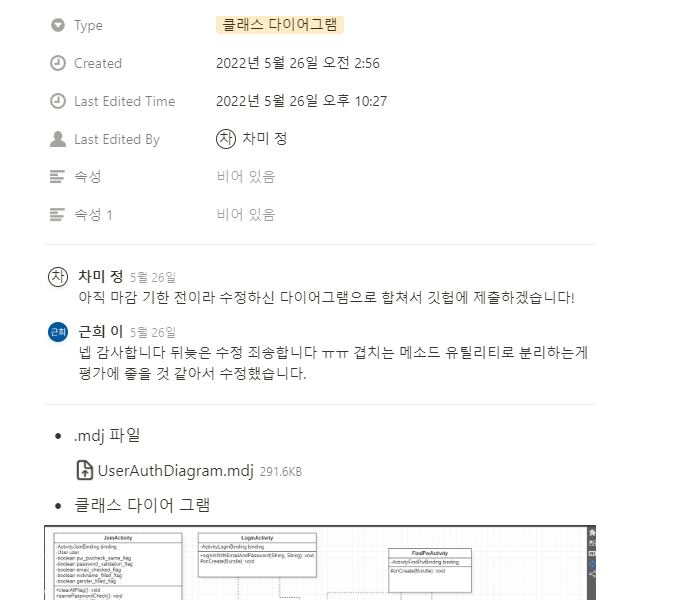 Type 클래스 다이어그램
Created 2022년 5월 26일 오전 2:56
Last Edited Time 2022년 5월 26일 오후 10:27
Last Edited By 차 차미 정
속성 비어 있음
속성 1 비어 있음
차 차미 정 5월 26일
아직 마감 기한 전이라 수정하신 다이어그램으로 합쳐서 깃헙에 제출하겠습니다!
근희 근희 이 5월 26일
넵 감사합니다 뒤늦은 수정 죄송합니다 ㅠㅠ 겹치는 메소드 유틸리티로 분리하는게
평가에 좋을 것 같아서 수정했습니다.
.mdj 파일
UserAuthDiagram.mdj 291.6KB
클래스 다이어 그램
JoinActivity
-ActivityJoinBinding binding
-User user
-boolean pw_pwcheck_same_flag
-boolean password_validation_flag
-boolean email_checked_flag
-boolean nickname_filled_flag
-boolean gender_filled_flag
+clearAllFlag(): void
+samePasswordCheck(): void
LoginActivity
-ActivityLoginBinding binding
+signInWithEmailAndPassword(String, String): void
#onCreate(Bundle): void
FindPwActivity
-ActivityFindPwBinding binding
#onCreate(Bundle): void